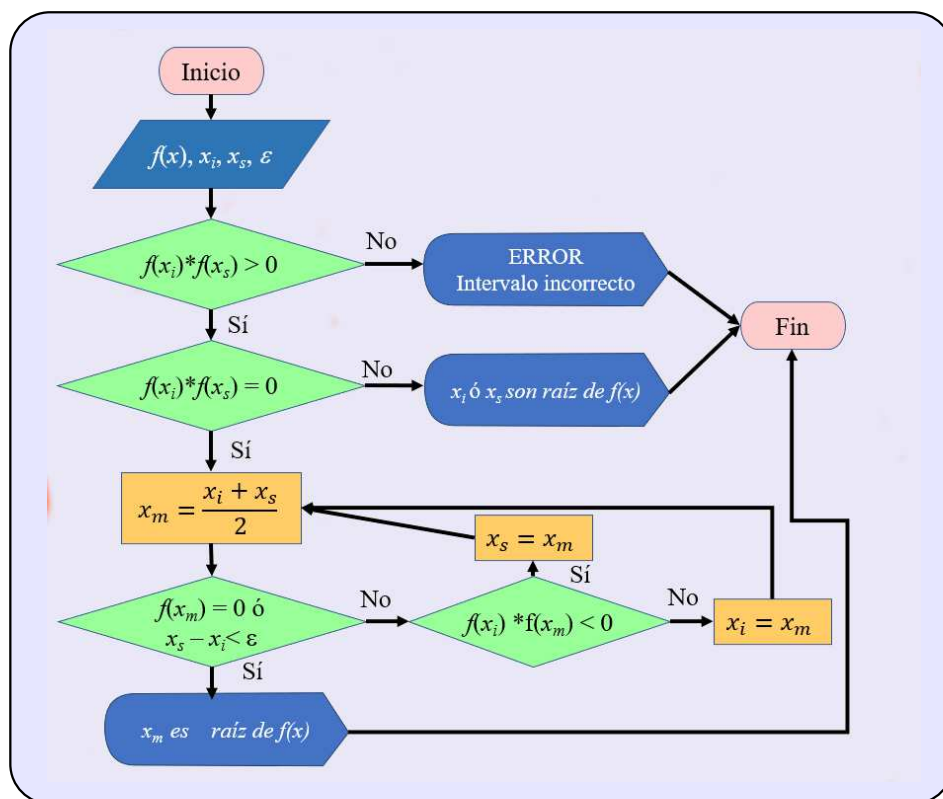 Inicio
f(x), xᵢ, xₛ, ε
f(xᵢ)*f(xₛ) > 0
No
ERROR
Intervalo incorrecto
Fin
Sí
f(xᵢ)*f(xₛ) = 0
No
xᵢ ó xₛ son raíz de f(x)
Sí
xₘ = (xᵢ + xₛ)/2
xₛ = xₘ
f(xₘ) = 0 ó
xₛ − xᵢ < ε
No
Sí
f(xᵢ) *f(xₘ) < 0
No
xᵢ = xₘ
Sí
xₘ es raíz de f(x)